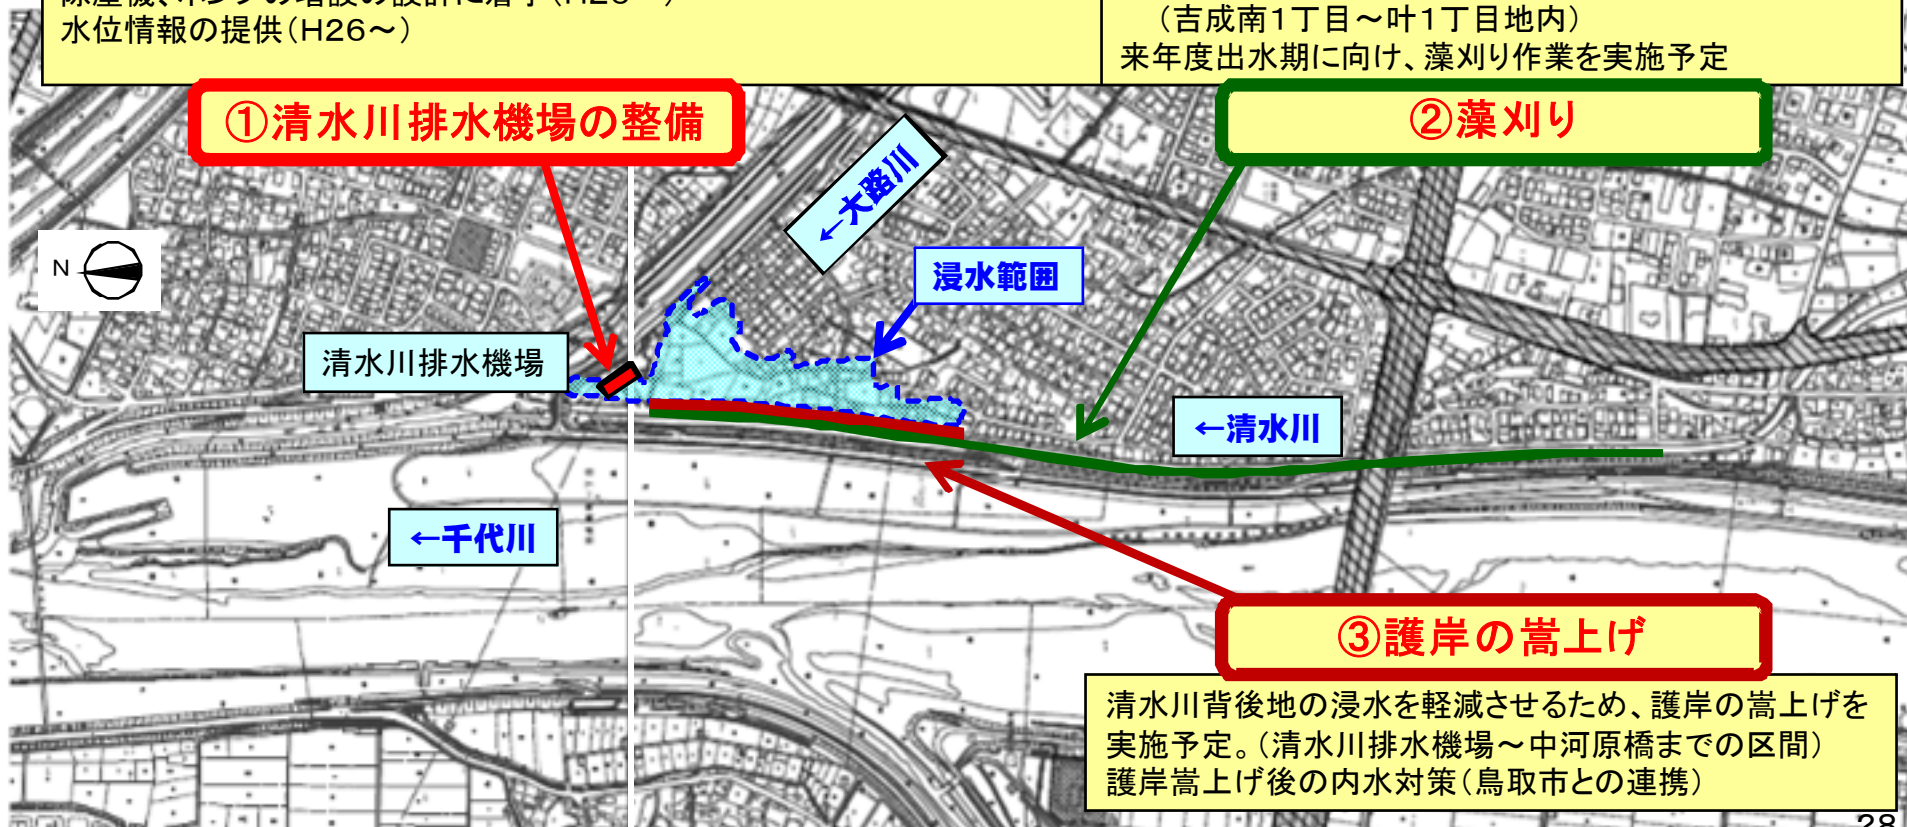 水位情報の提供(H26～)
(吉成南1丁目～叶1丁目地内)
来年度出水期に向け、藻刈り作業を実施予定
①清水川排水機場の整備
②藻刈り
←大路川
N
浸水範囲
清水川排水機場
←清水川
←千代川
③護岸の嵩上げ
清水川背後地の浸水を軽減させるため、護岸の嵩上げを
実施予定。(清水川排水機場～中河原橋までの区間)
護岸嵩上げ後の内水対策(鳥取市との連携)
28